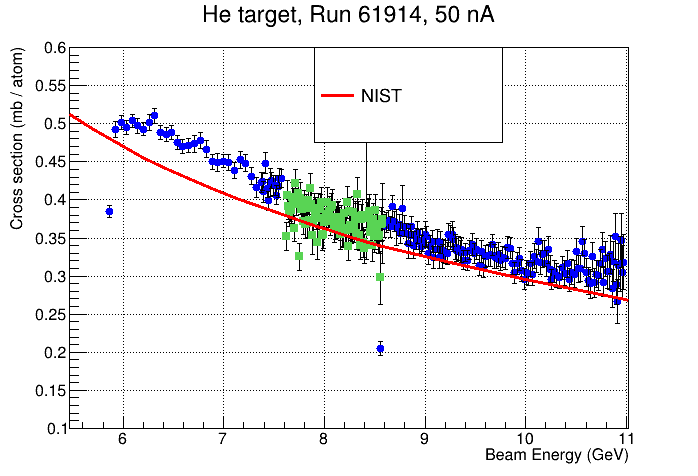 He target, Run 61914, 50 nA
Cross section (mb / atom)
0.6
0.55
0.5
0.45
0.4
0.35
0.3
0.25
0.2
0.15
0.1
NIST
6 7 8 9 10 11
Beam Energy (GeV)